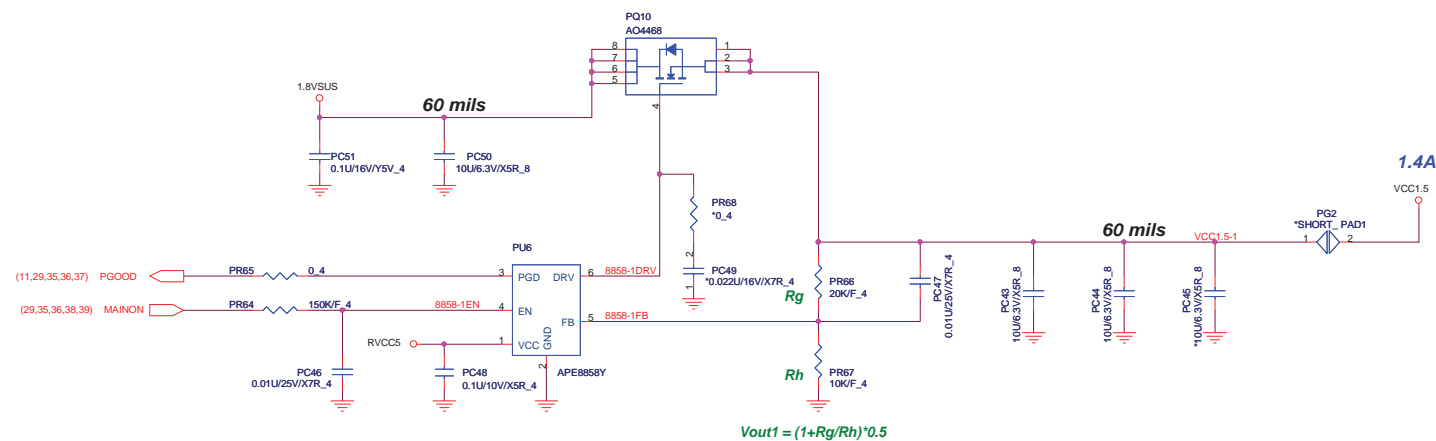 PQ10
AO4468
8
7
6
5
1
2
3
4
1.8VSUS
60 mils
PC51
0.1U/16V/Y5V_4
PC50
10U/6.3V/X5R_8
1.4A
VCC1.5
PR68
*0_4
PG2
*SHORT_ PAD1
60 mils
VCC1.5-1
1
2
PU6
2
PC49
*0.022U/16V/X7R_4
1
(11,29,35,36,37) PGOOD
PR65
0_4
3
PGD
DRV
6
8858-1DRV
Rg
PR66
20K/F_4
PC47
0.01U/25V/X7R_4
PC43
10U/6.3V/X5R_8
PC44
10U/6.3V/X5R_8
PC45
*10U/6.3V/X5R_8
(29,35,36,38,39) MAINON
PR64
150K/F_4
8858-1EN
4
EN
FB
5
8858-1FB
RVCC5
1
VCC
GND
2
APE8858Y
PC46
0.01U/25V/X7R_4
PC48
0.1U/10V/X5R_4
Rh
PR67
10K/F_4
Vout1 = (1+Rg/Rh)*0.5